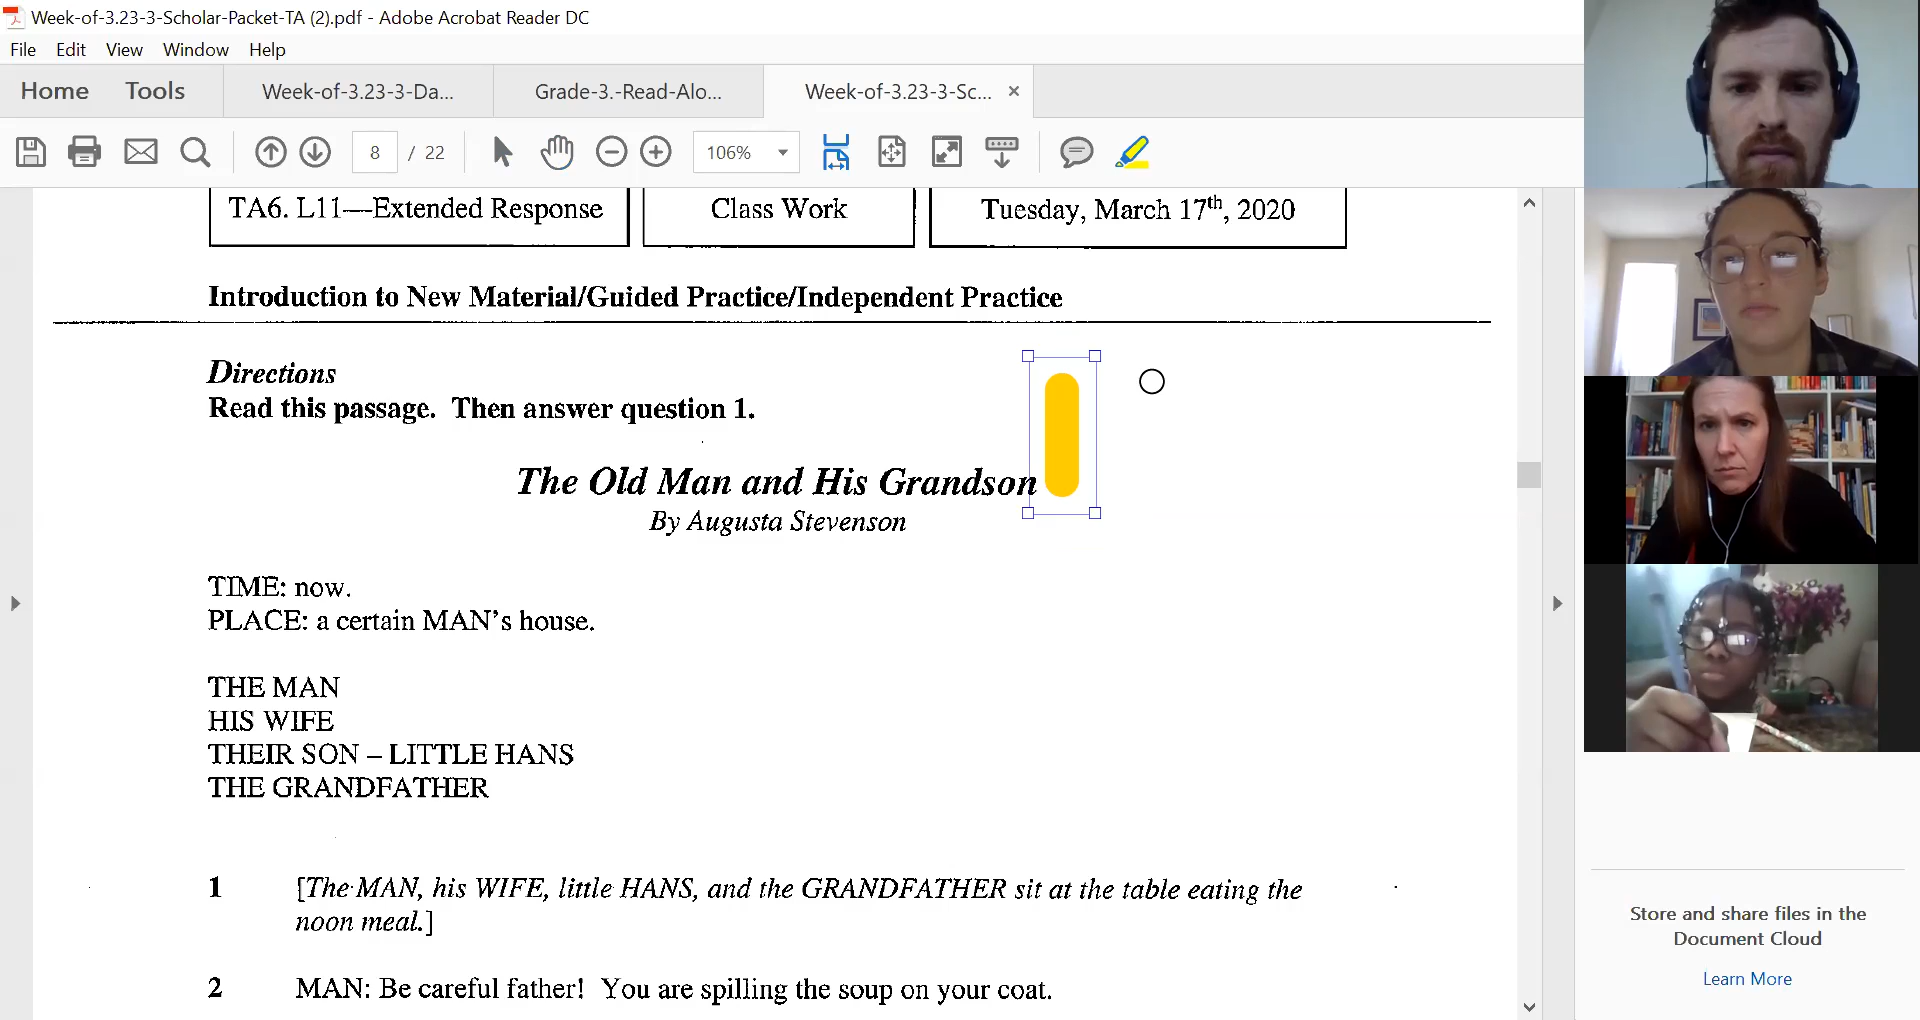 Week-of-3.23-3-Scholar-Packet-TA (2).pdf - Adobe Acrobat Reader DC
File Edit View Window Help
Home Tools Week-of-3.23-3-Da... Grade-3.-Read-Alo... Week-of-3.23-3-Sc... ×
8 / 22 106%
TA6. L11—Extended Response Class Work Tuesday, March 17th, 2020
Introduction to New Material/Guided Practice/Independent Practice
Directions
Read this passage. Then answer question 1.
The Old Man and His Grandson
By Augusta Stevenson
TIME: now.
PLACE: a certain MAN's house.
THE MAN
HIS WIFE
THEIR SON – LITTLE HANS
THE GRANDFATHER
1 [The MAN, his WIFE, little HANS, and the GRANDFATHER sit at the table eating the
noon meal.]
2 MAN: Be careful father! You are spilling the soup on your coat.
Store and share files in the
Document Cloud
Learn More